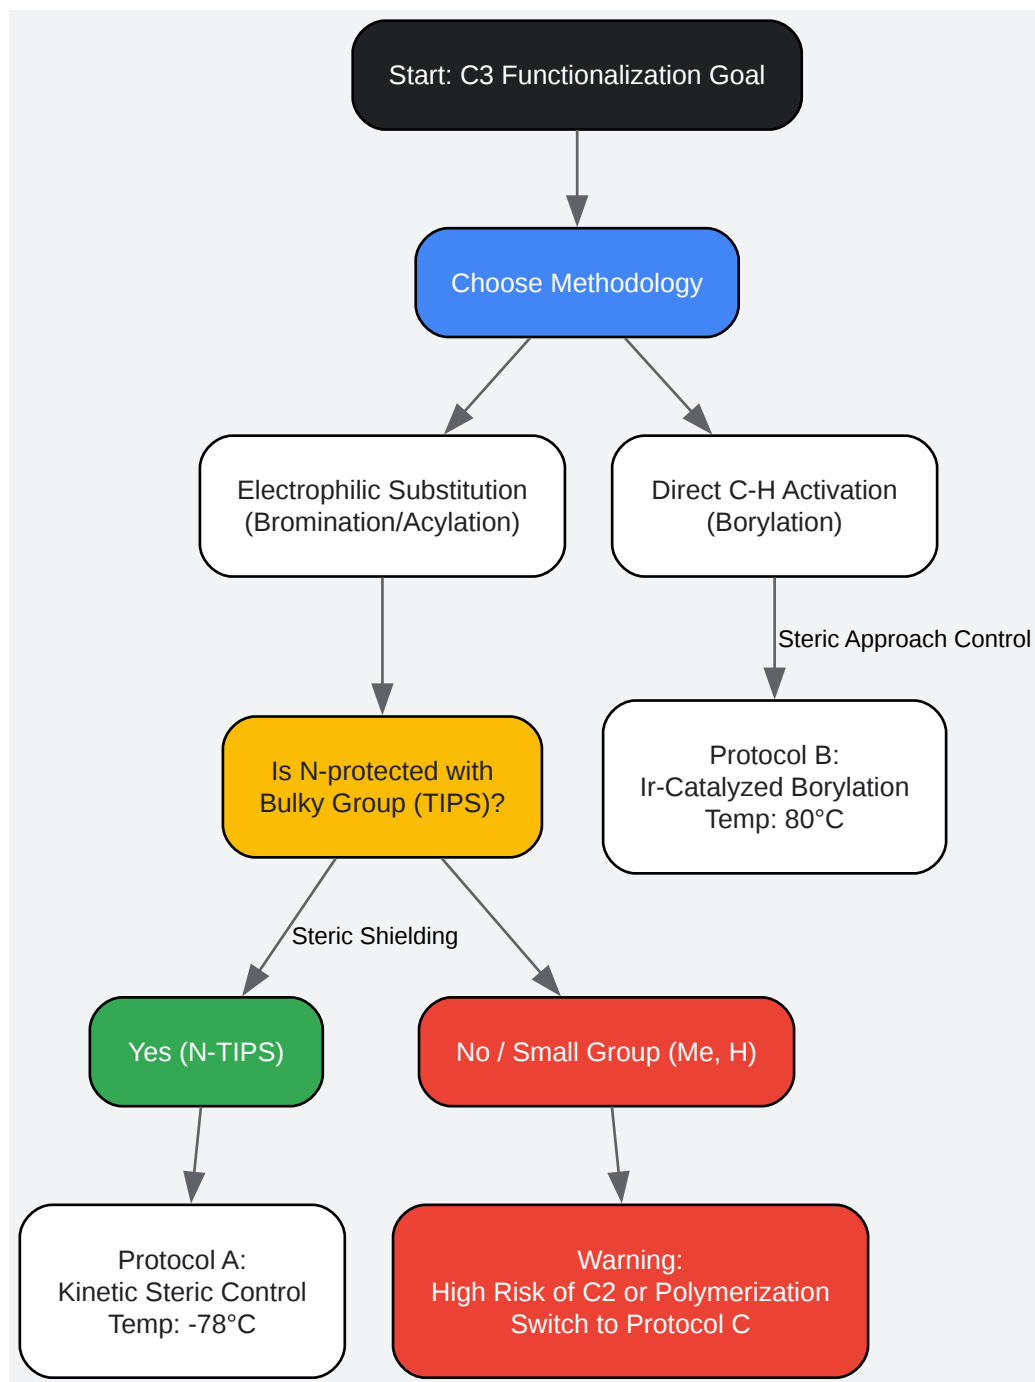 Start: C3 Functionalization Goal
Choose Methodology
Electrophilic Substitution
(Bromination/Acylation)
Direct C-H Activation
(Borylation)
Steric Approach Control
Is N-protected with
Bulky Group (TIPS)?
Protocol B:
Ir-Catalyzed Borylation
Temp: 80°C
Steric Shielding
Yes (N-TIPS)
No / Small Group (Me, H)
Protocol A:
Kinetic Steric Control
Temp: -78°C
Warning:
High Risk of C2 or Polymerization
Switch to Protocol C